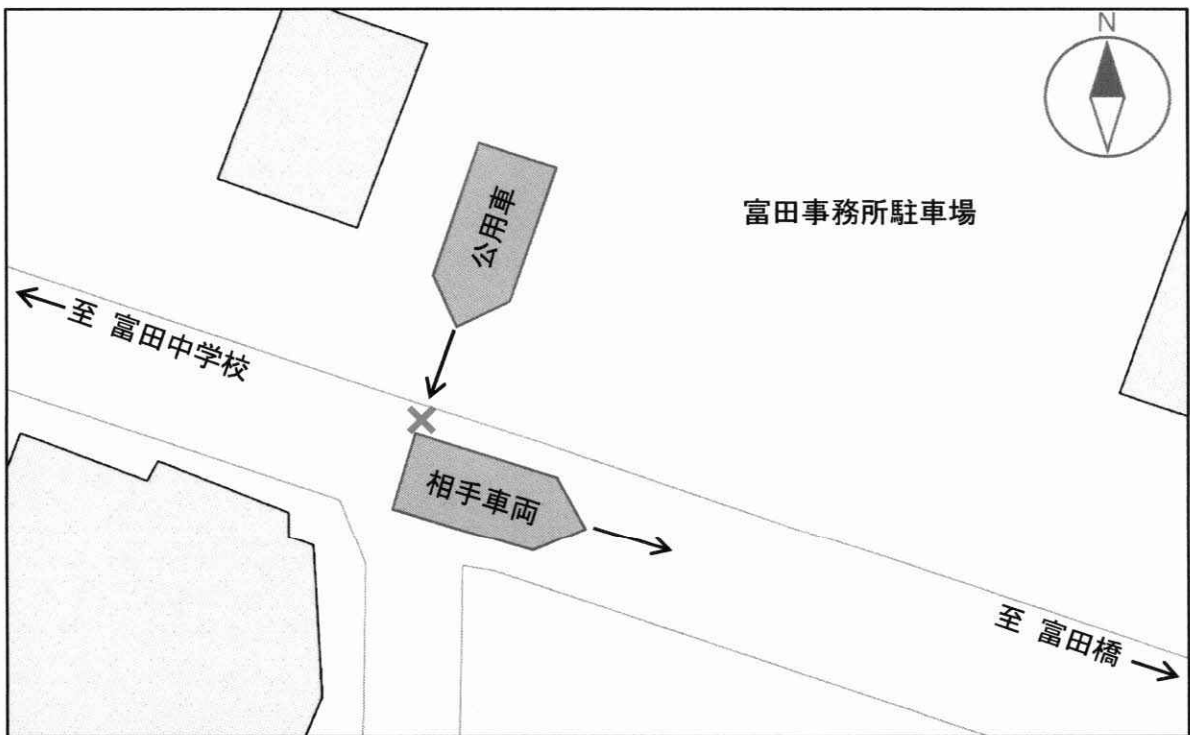 N
公用車
富田事務所駐車場
至 富田中学校
相手車両
至 富田橋